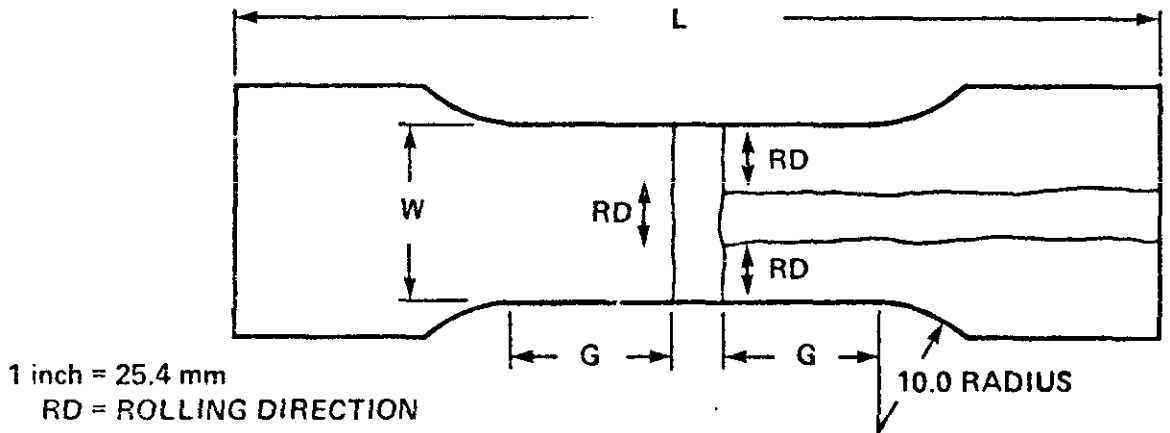 L
RD
W
RD
RD
G
G
10.0 RADIUS
1 inch = 25.4 mm
RD = ROLLING DIRECTION